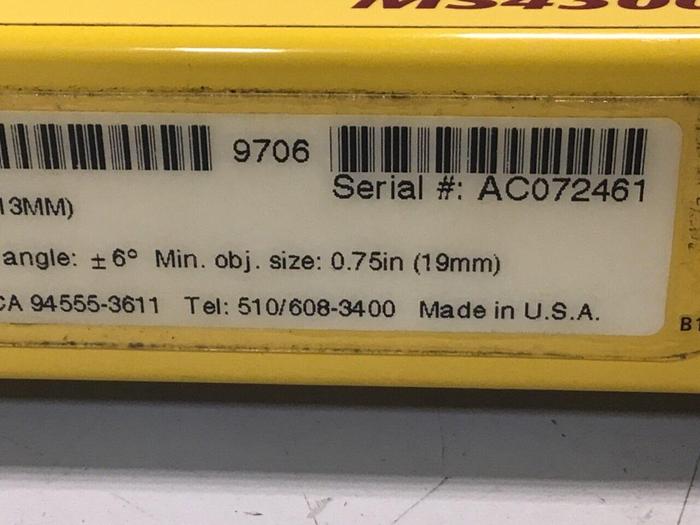 MS4300
9706
Serial #: AC072461
13MM)
angle: ±6° Min. obj. size: 0.75in (19mm)
CA 94555-3611 Tel: 510/608-3400 Made in U.S.A.
B1